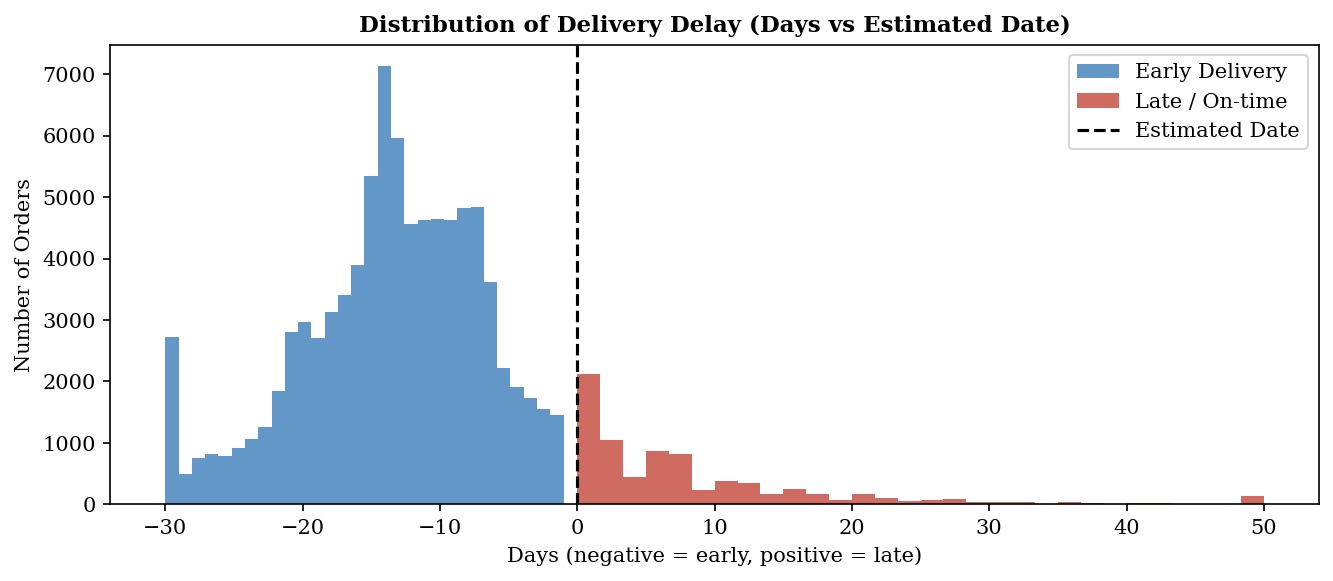 Distribution of Delivery Delay (Days vs Estimated Date)
Early Delivery
Late / On-time
Estimated Date
Number of Orders
7000
6000
5000
4000
3000
2000
1000
0
−30
−20
−10
0
10
20
30
40
50
Days (negative = early, positive = late)